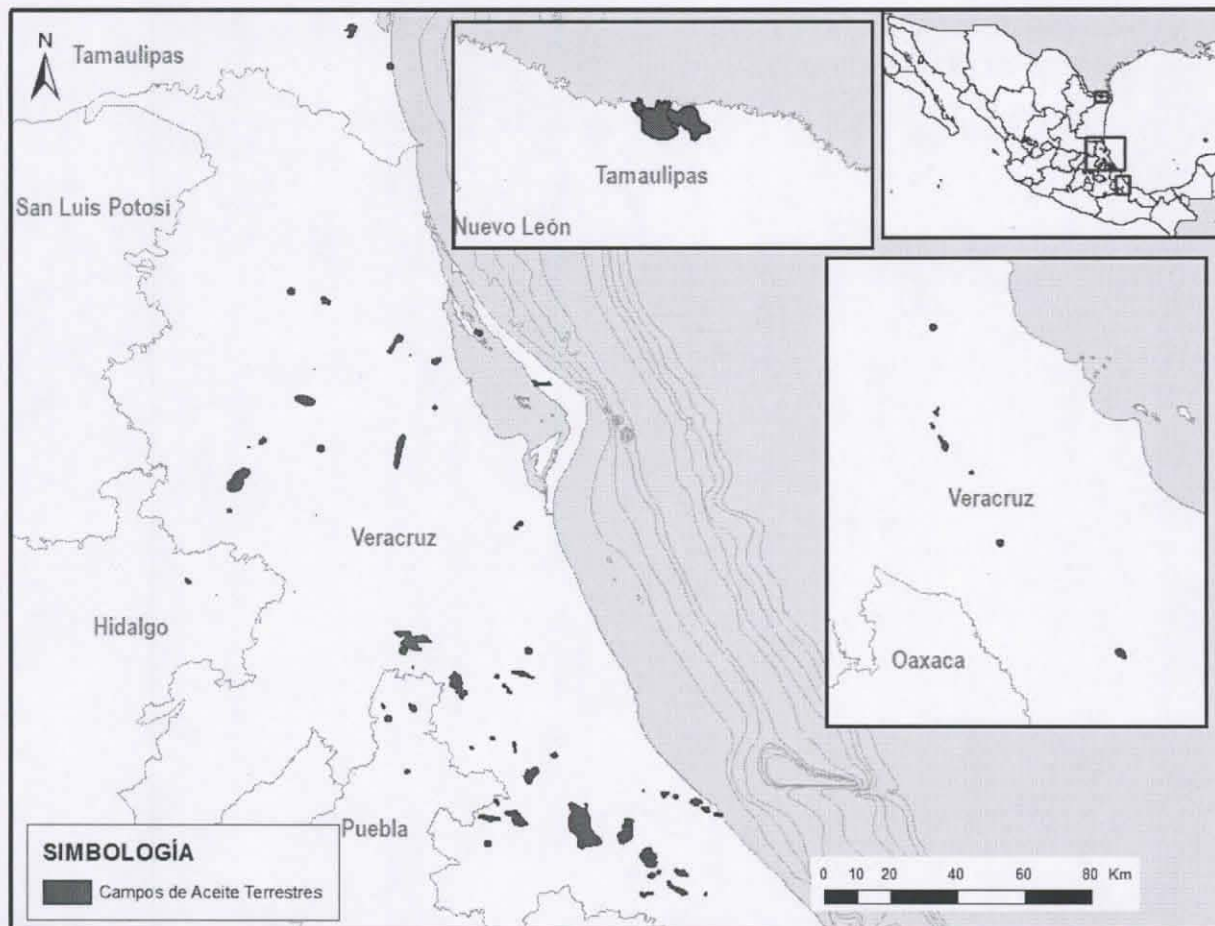 N
Tamaulipas
San Luis Potosí
Tamaulipas
Nuevo León
Veracruz
Veracruz
Hidalgo
Oaxaca
Puebla
SIMBOLOGÍA
Campos de Aceite Terrestres
0 10 20 40 60 80 Km